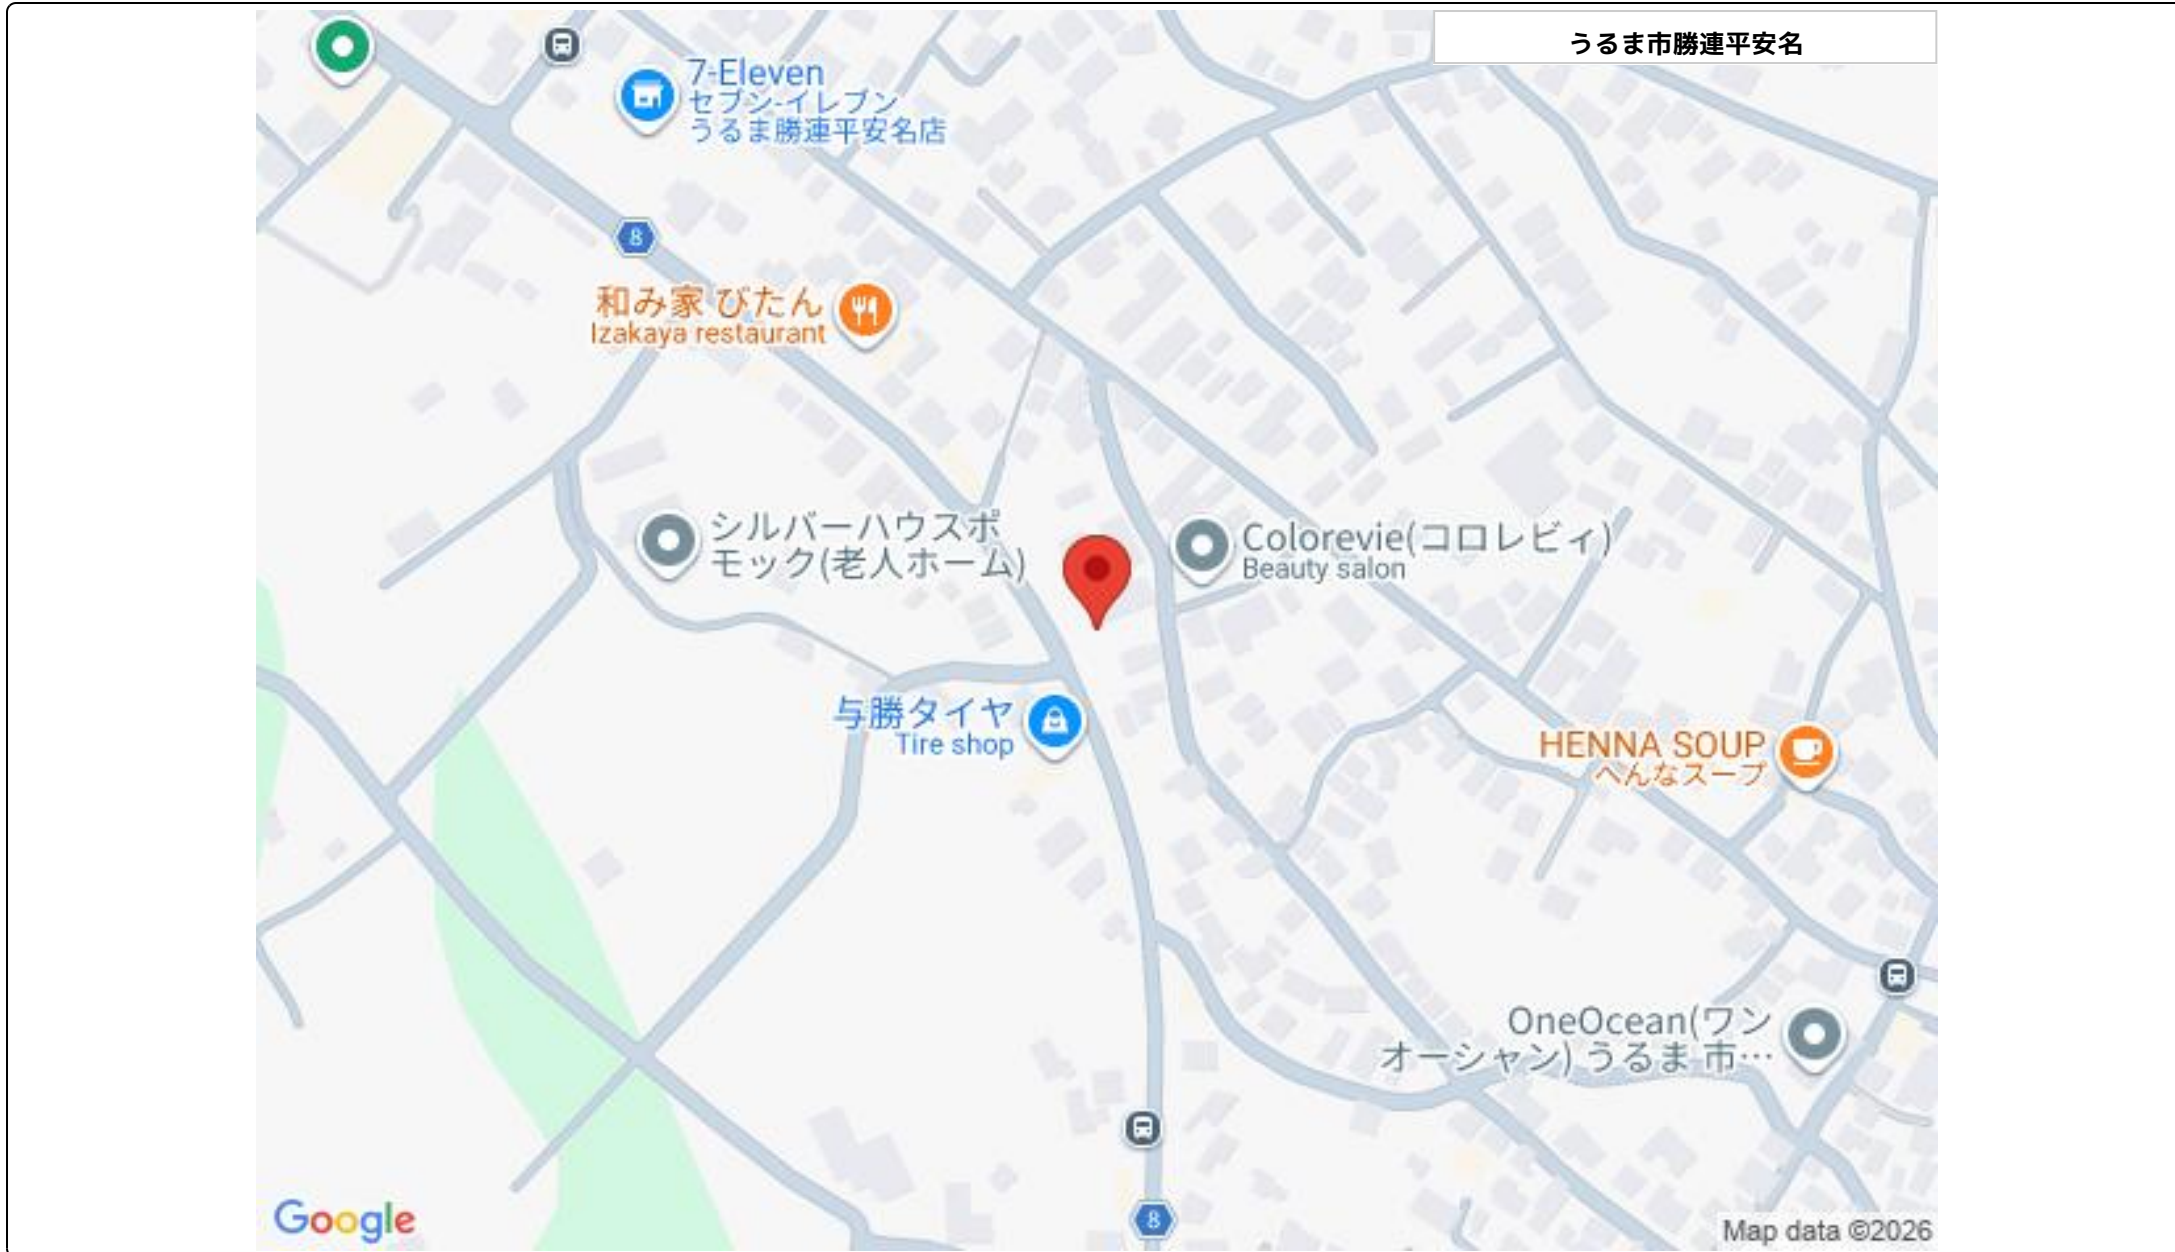 うるま市勝連平安名
7-Eleven
セブン-イレブン
うるま勝連平安名店
8
和み家 びたん
Izakaya restaurant
シルバーハウスポ
モック(老人ホーム)
Colorevie(コロレビィ)
Beauty salon
与勝タイヤ
Tire shop
HENNA SOUP
へんなスープ
OneOcean(ワン
オーシャン) うるま 市…
8
Google
Map data ©2026